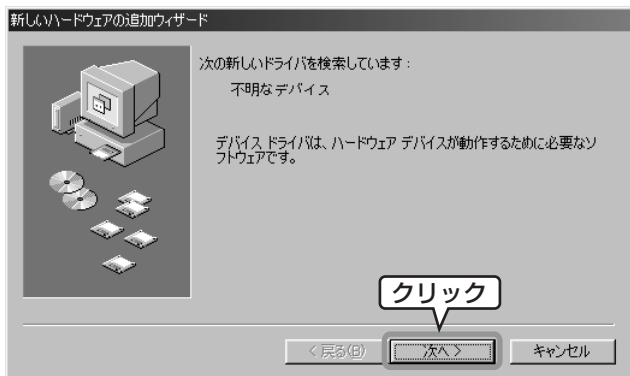 新しいハードウェアの追加ウィザード
次の新しいドライバを検索しています：
不明なデバイス
デバイス ドライバは、ハードウェア デバイスが動作するために必要なソ
フトウェアです。
クリック
< 戻る(B)
次へ >
キャンセル